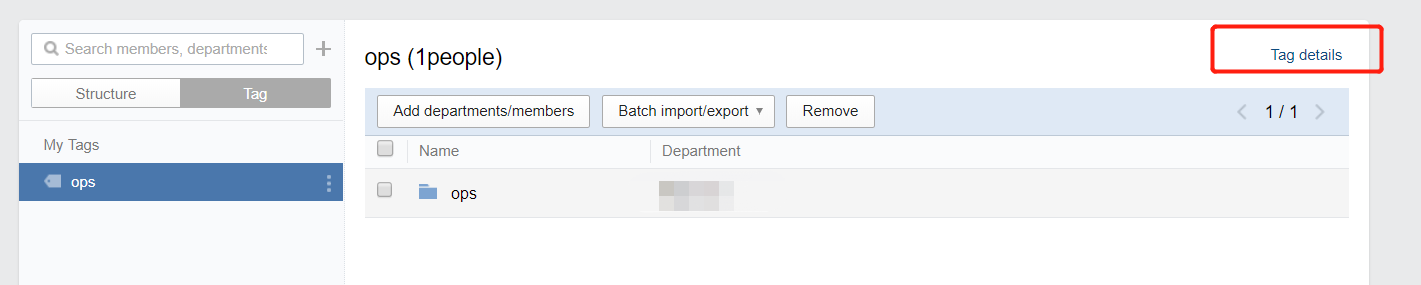 Search members, departments
Structure
Tag
My Tags
ops
ops (1people)
Tag details
Add departments/members
Batch import/export
Remove
1 / 1
Name
Department
ops